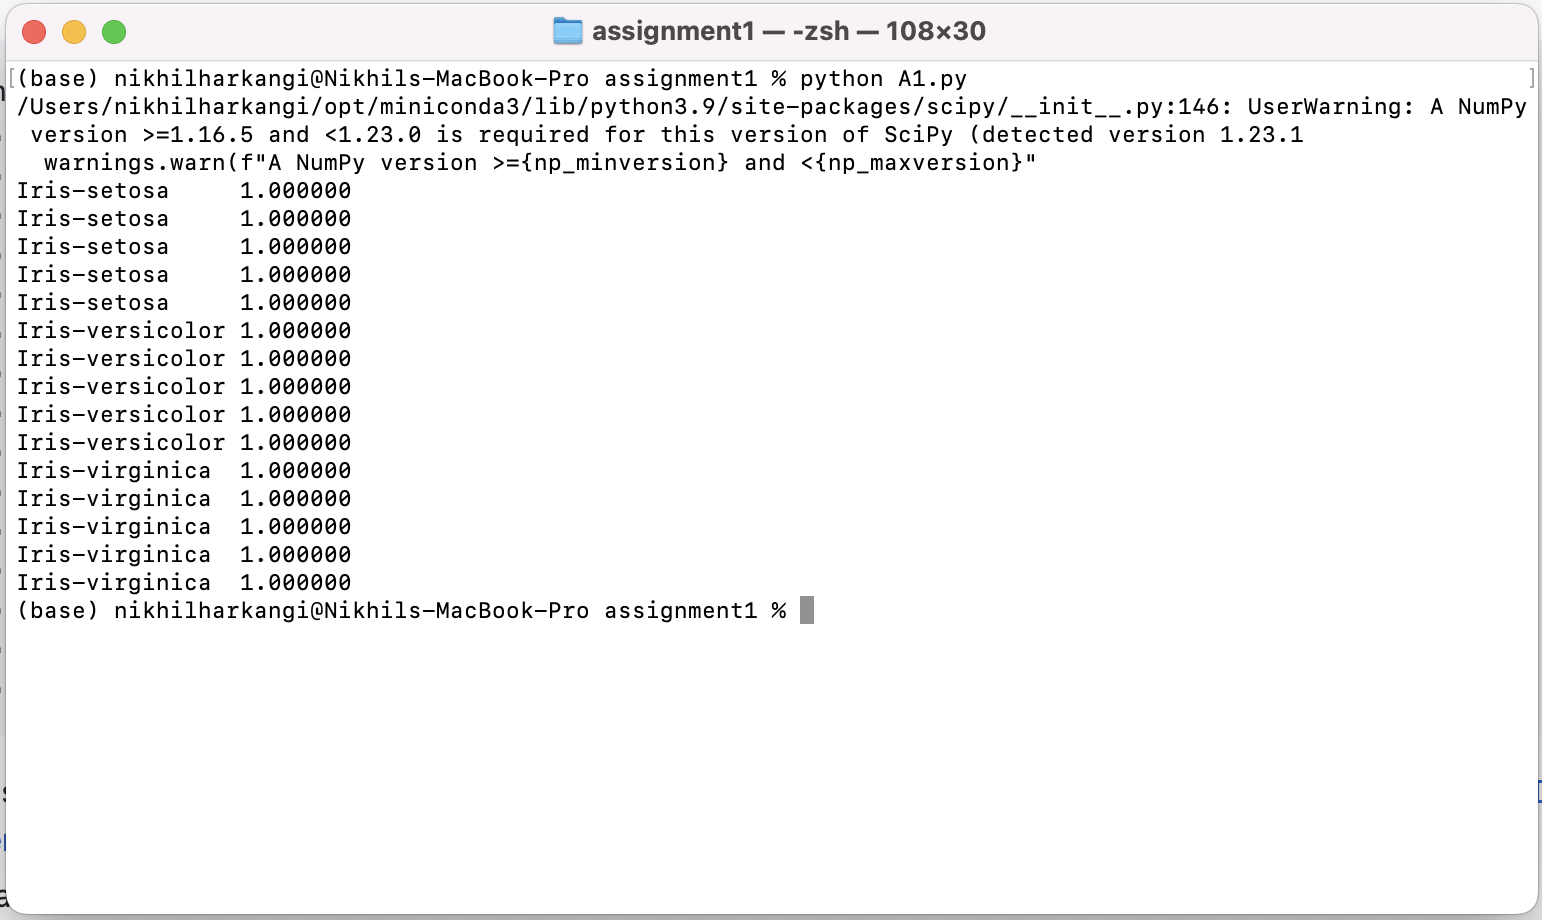 assignment1 — -zsh — 108×30
(base) nikhilharkangi@Nikhils-MacBook-Pro assignment1 % python A1.py
/Users/nikhilharkangi/opt/miniconda3/lib/python3.9/site-packages/scipy/__init__.py:146: UserWarning: A NumPy
version >=1.16.5 and <1.23.0 is required for this version of SciPy (detected version 1.23.1
warnings.warn(f"A NumPy version >={np_minversion} and <{np_maxversion}"
Iris-setosa 1.000000
Iris-setosa 1.000000
Iris-setosa 1.000000
Iris-setosa 1.000000
Iris-setosa 1.000000
Iris-versicolor 1.000000
Iris-versicolor 1.000000
Iris-versicolor 1.000000
Iris-versicolor 1.000000
Iris-versicolor 1.000000
Iris-virginica 1.000000
Iris-virginica 1.000000
Iris-virginica 1.000000
Iris-virginica 1.000000
Iris-virginica 1.000000
(base) nikhilharkangi@Nikhils-MacBook-Pro assignment1 %